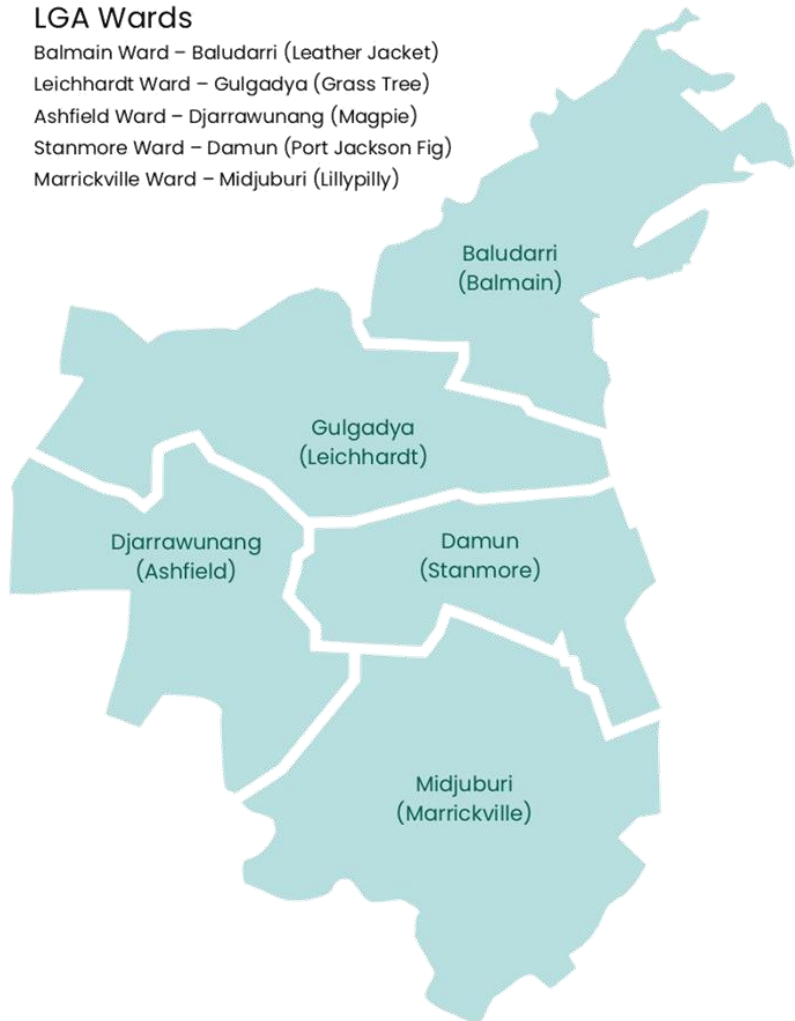 LGA Wards
Balmain Ward – Baludarri (Leather Jacket)
Leichhardt Ward – Gulgadya (Grass Tree)
Ashfield Ward – Djarrawunang (Magpie)
Stanmore Ward – Damun (Port Jackson Fig)
Marrickville Ward – Midjuburi (Lillypilly)
Baludarri
(Balmain)
Gulgadya
(Leichhardt)
Djarrawunang
(Ashfield)
Damun
(Stanmore)
Midjuburi
(Marrickville)